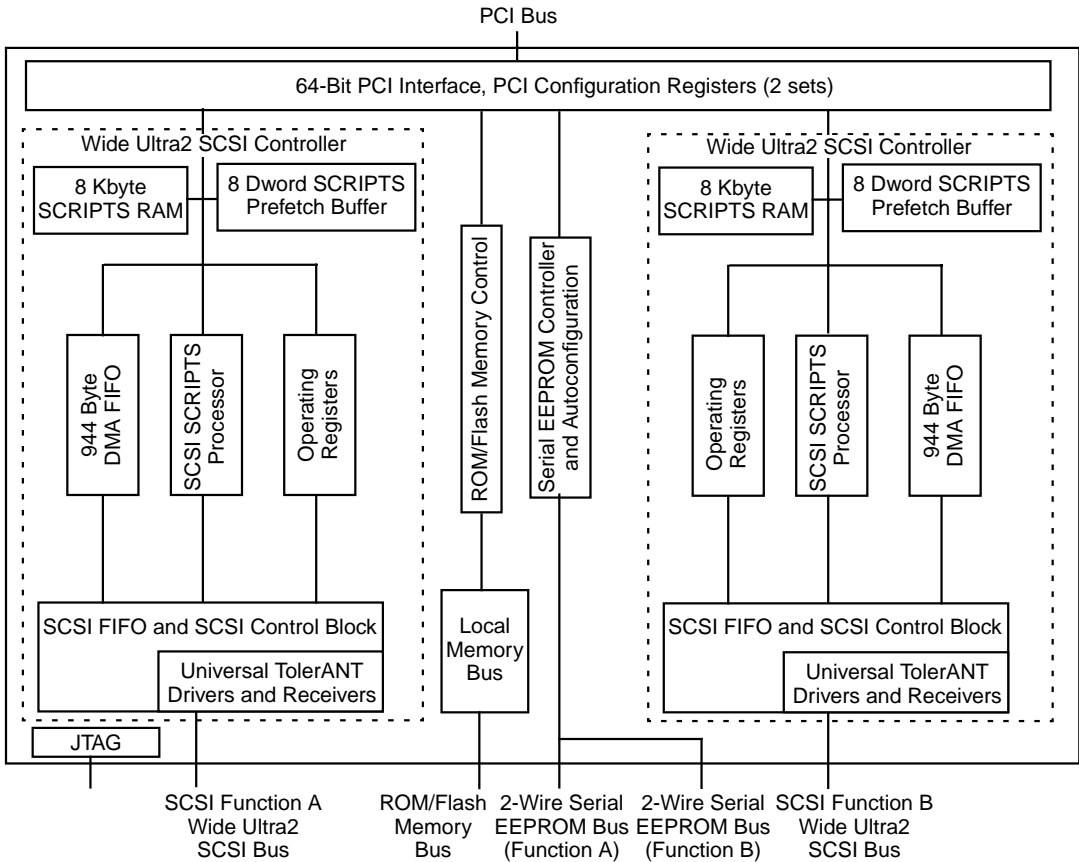 PCI Bus
64-Bit PCI Interface, PCI Configuration Registers (2 sets)
Wide Ultra2 SCSI Controller
8 Kbyte
SCRIPTS RAM
8 Dword SCRIPTS
Prefetch Buffer
944 Byte
DMA FIFO
SCSI SCRIPTS
Processor
Operating
Registers
SCSI FIFO and SCSI Control Block
Universal TolerANT
Drivers and Receivers
JTAG
ROM/Flash Memory Control
Local
Memory
Bus
Serial EEPROM Controller
and Autoconfiguration
Wide Ultra2 SCSI Controller
8 Kbyte
SCRIPTS RAM
8 Dword SCRIPTS
Prefetch Buffer
Operating
Registers
SCSI SCRIPTS
Processor
944 Byte
DMA FIFO
SCSI FIFO and SCSI Control Block
Universal TolerANT
Drivers and Receivers
SCSI Function A
Wide Ultra2
SCSI Bus
ROM/Flash
Memory
Bus
2-Wire Serial
EEPROM Bus
(Function A)
2-Wire Serial
EEPROM Bus
(Function B)
SCSI Function B
Wide Ultra2
SCSI Bus